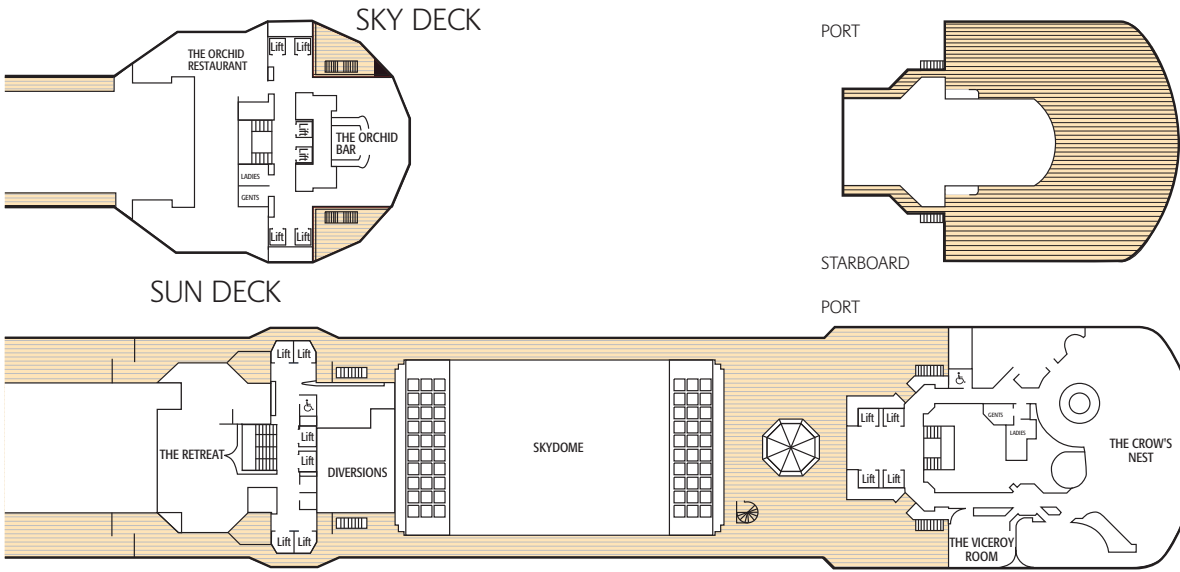 SKY DECK
PORT
THE ORCHID
RESTAURANT
Lift
Lift
Lift
Lift
THE ORCHID
BAR
LADIES
GENTS
Lift
Lift
STARBOARD
SUN DECK
PORT
Lift
Lift
GENTS
LADIES
Lift
Lift
Lift
THE RETREAT
Lift
DIVERSIONS
SKYDOME
THE CROW'S
NEST
Lift
Lift
Lift
Lift
THE VICEROY
ROOM